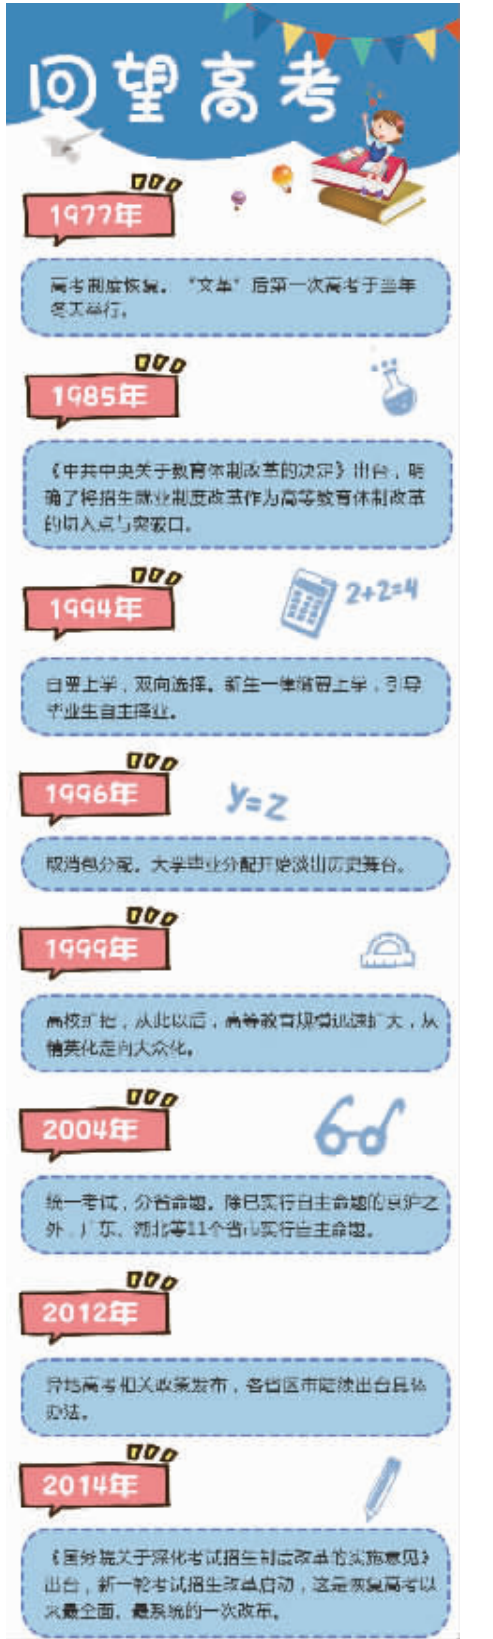 回望高考
1977年
高考制度恢复。“文革”后第一次高考于当年
冬天举行。
1985年
《中共中央关于教育体制改革的决定》出台，明
确了将招生就业制度改革作为高等教育体制改革
的切入点与突破口。
1994年
2+2=4
自费上学，双向选择。新生一律缴费上学，引导
毕业生自主择业。
1996年
y=z
取消包分配。大学毕业分配开始淡出历史舞台。
1999年
高校扩招，从此以后，高等教育规模迅速扩大，从
精英化走向大众化。
2004年
统一考试，分省命题。除已实行自主命题的京沪之
外，广东、湖北等11个省市实行自主命题。
2012年
异地高考相关政策发布，各省区市陆续出台具体
办法。
2014年
《国务院关于深化考试招生制度改革的实施意见》
出台，新一轮考试招生改革启动，这是恢复高考以
来最全面、最系统的一次改革。